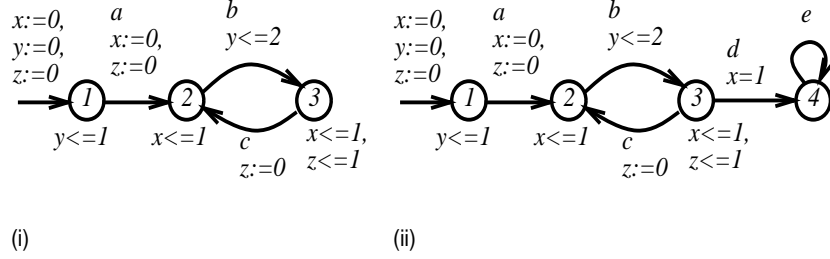 x:=0,
y:=0,
z:=0
a
x:=0,
z:=0
b
y<=2
1
2
3
y<=1
x<=1
c
z:=0
x<=1,
z<=1
(i)
x:=0,
y:=0,
z:=0
a
x:=0,
z:=0
b
y<=2
d
x=1
e
1
2
3
4
y<=1
x<=1
c
z:=0
x<=1,
z<=1
(ii)